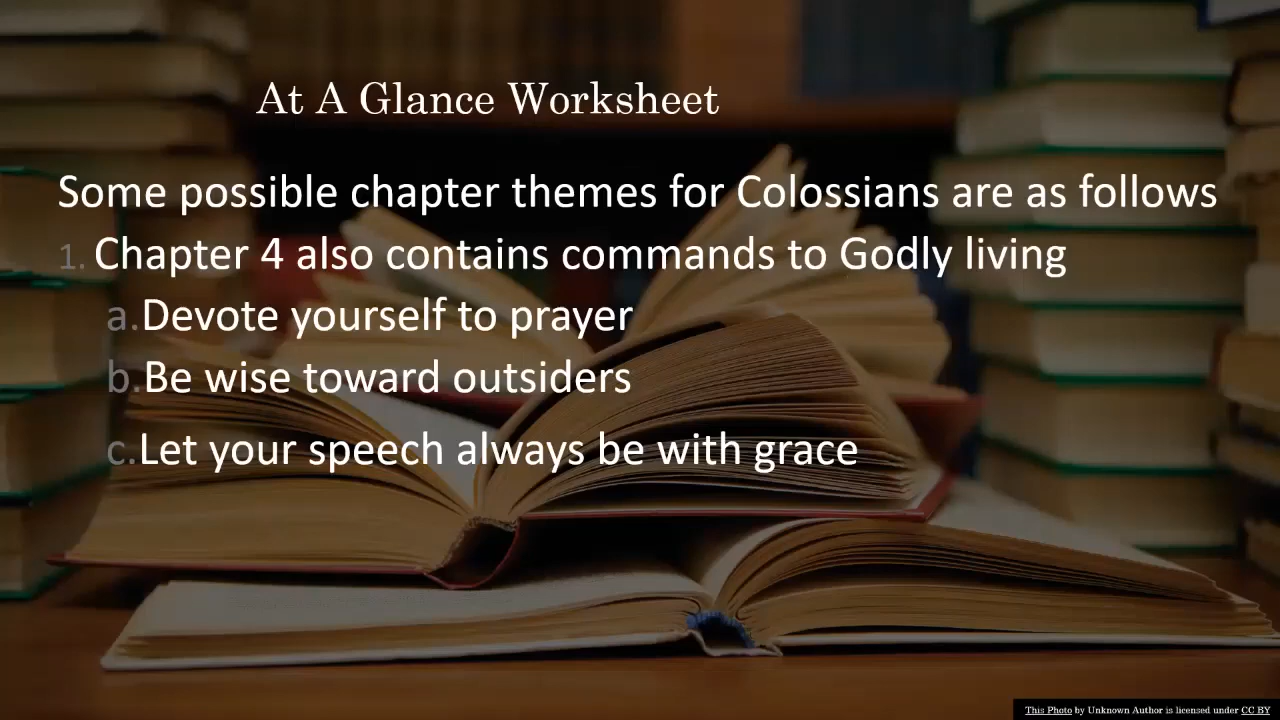 At A Glance Worksheet
Some possible chapter themes for Colossians are as follows
1. Chapter 4 also contains commands to Godly living
a.Devote yourself to prayer
b.Be wise toward outsiders
c.Let your speech always be with grace
This Photo by Unknown Author is licensed under CC BY